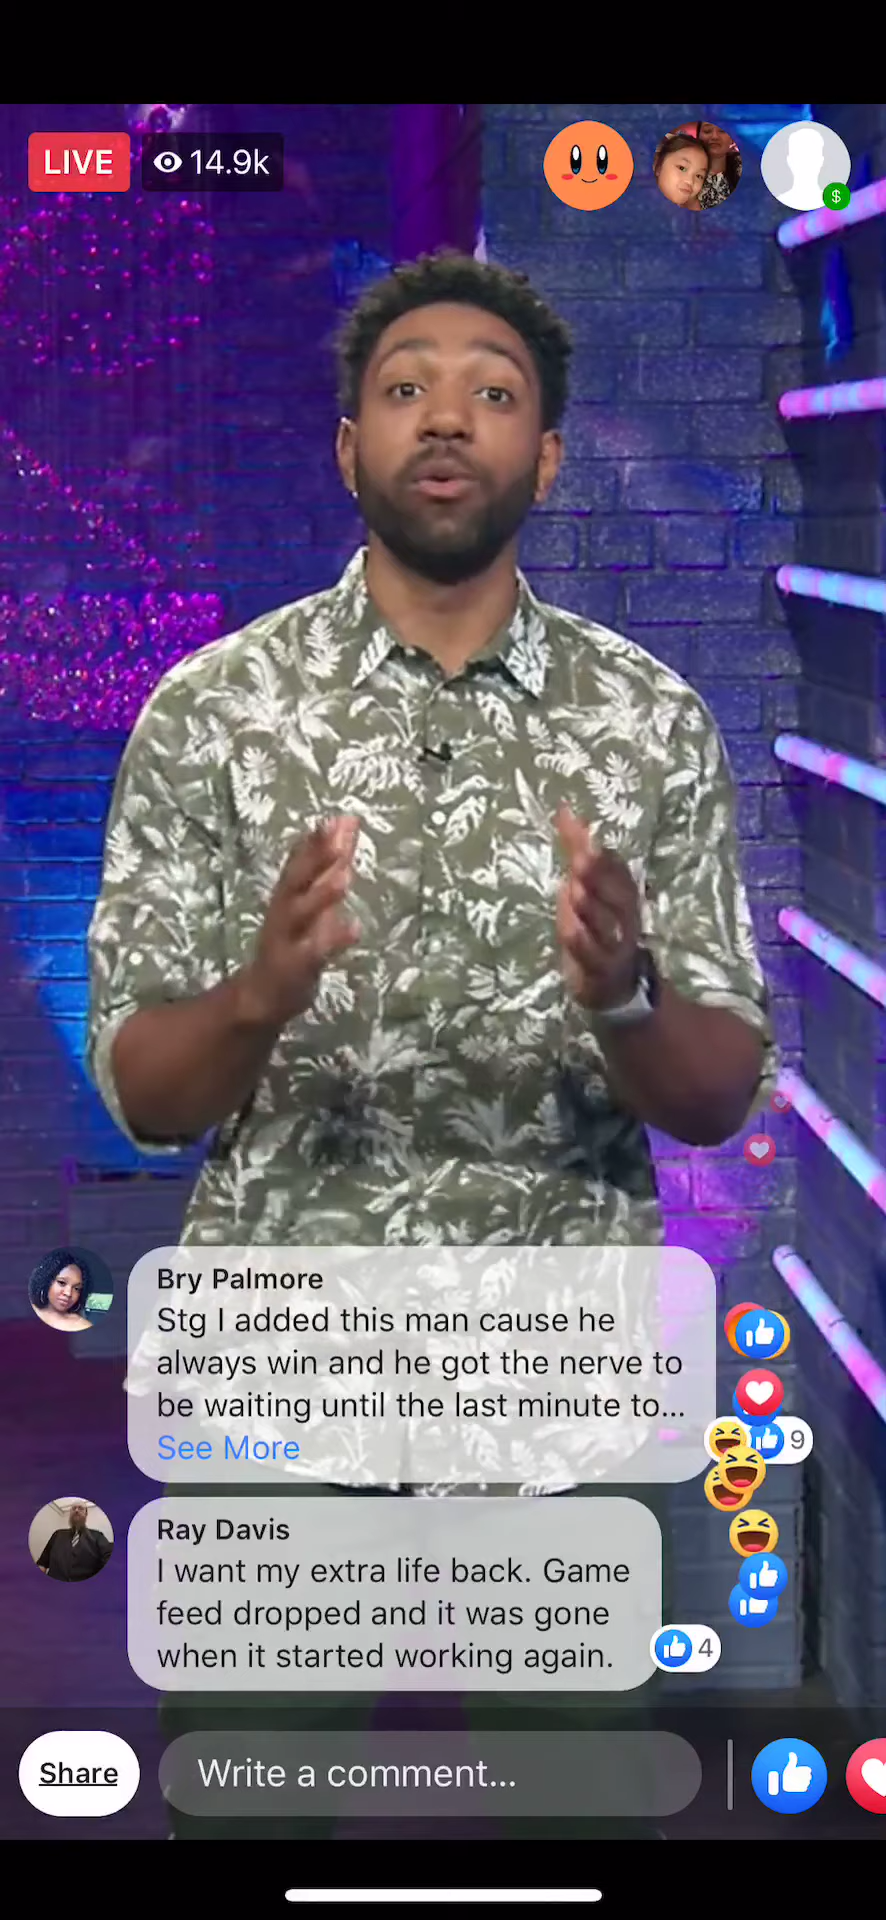 LIVE
14.9k
$
Bry Palmore
Stg I added this man cause he
always win and he got the nerve to
be waiting until the last minute to...
See More
9
Ray Davis
I want my extra life back. Game
feed dropped and it was gone
when it started working again.
4
Share
Write a comment...